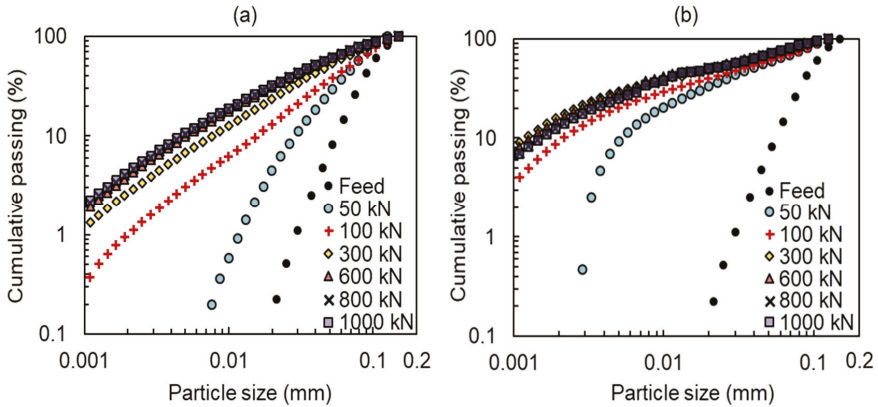 (a)
Cumulative passing (%)
100
10
1
0.1
0.001
0.01
0.1
0.2
Particle size (mm)
Feed
50 kN
100 kN
300 kN
600 kN
800 kN
1000 kN
(b)
Cumulative passing (%)
100
10
1
0.1
0.001
0.01
0.1
0.2
Particle size (mm)
Feed
50 kN
100 kN
300 kN
600 kN
800 kN
1000 kN